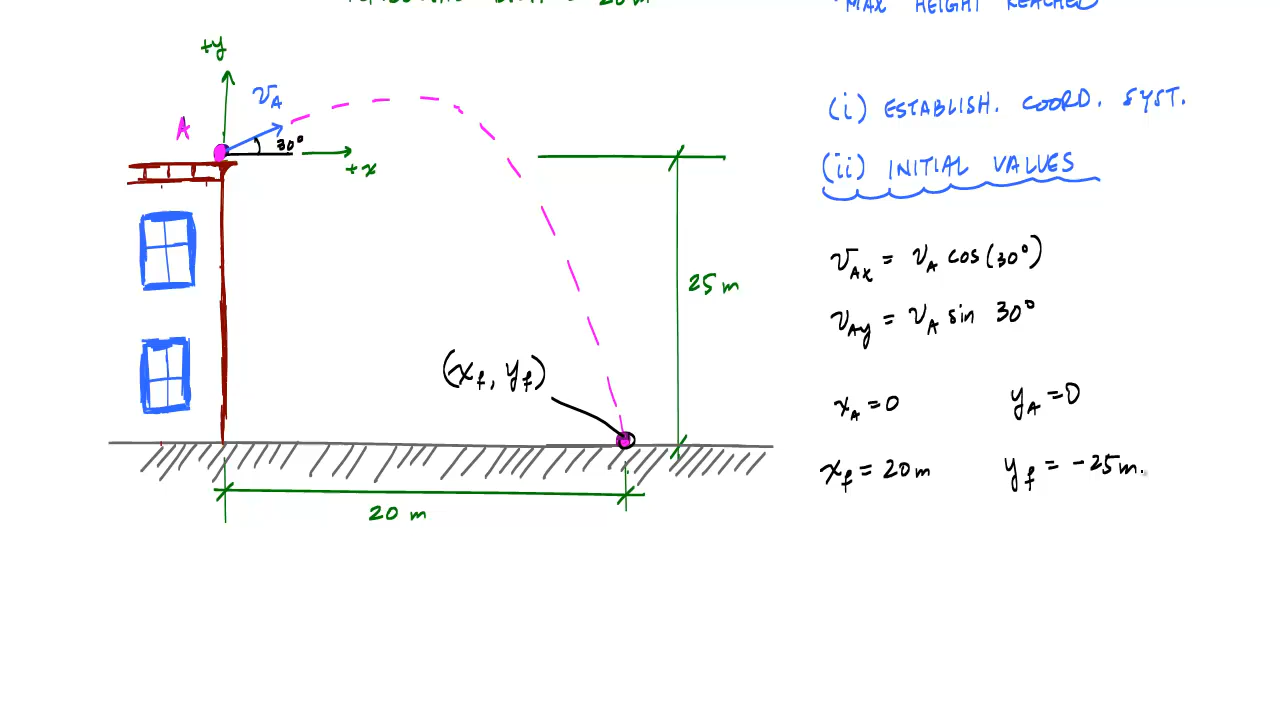 20 m
MAX HEIGHT REACHED
+y
v_A
A
30°
+x
(i) ESTABLISH. COORD. SYST.
(ii) INITIAL VALUES
v_Ax = v_A cos(30°)
25 m
v_Ay = v_A sin 30°
(x_f, y_f)
x_A = 0 y_A = 0
x_f = 20 m y_f = -25 m.
20 m